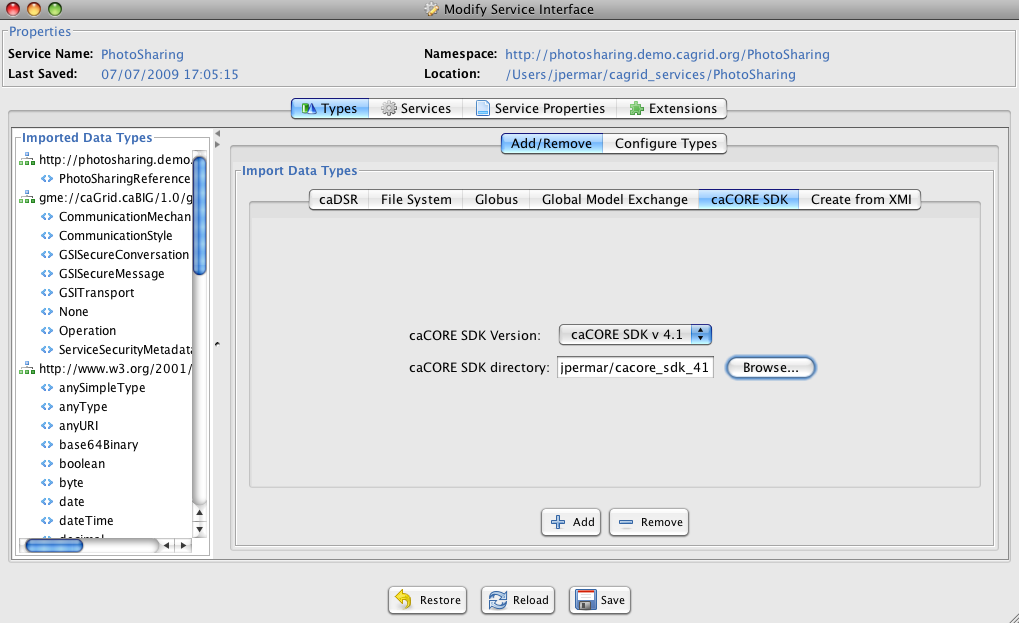 Modify Service Interface
Properties
Service Name: PhotoSharing
Namespace: http://photosharing.demo.cagrid.org/PhotoSharing
Last Saved: 07/07/2009 17:05:15
Location: /Users/jpermar/cagrid_services/PhotoSharing
Types Services Service Properties Extensions
Imported Data Types
http://photosharing.demo.
PhotoSharingReference
gme://caGrid.caBIG/1.0/g
CommunicationMechan
CommunicationStyle
GSISecureConversation
GSISecureMessage
GSITransport
None
Operation
ServiceSecurityMetadata
http://www.w3.org/2001/
anySimpleType
anyType
anyURI
base64Binary
boolean
byte
date
dateTime
decimal
Add/Remove Configure Types
Import Data Types
caDSR File System Globus Global Model Exchange caCORE SDK Create from XMI
caCORE SDK Version: caCORE SDK v 4.1
caCORE SDK directory: jpermar/cacore_sdk_41 Browse...
Add Remove
Restore Reload Save